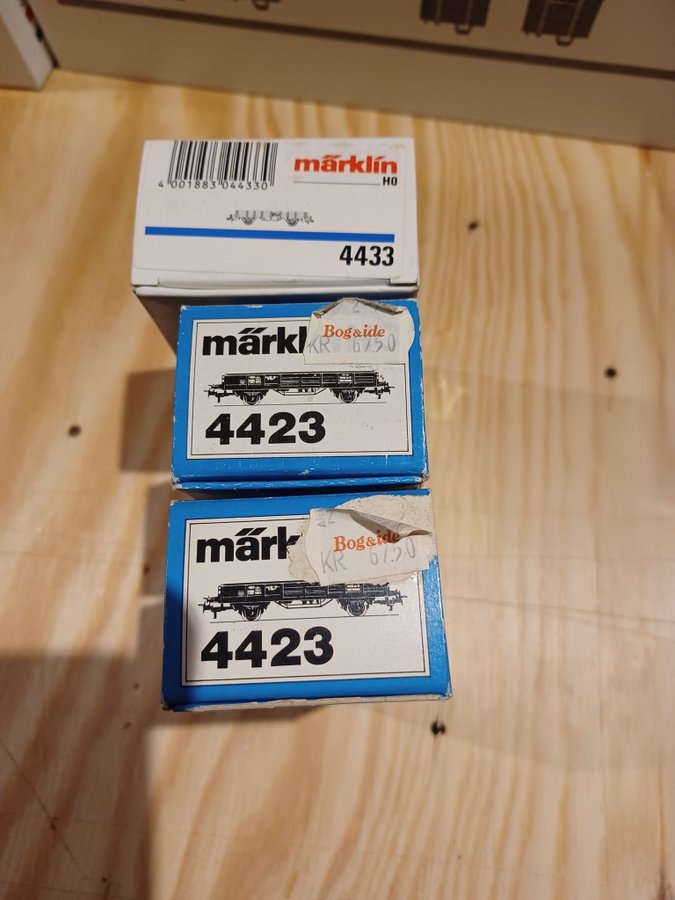 märklin
H0
4 001883 044330
4433
märkl
Bog&ide
KR 67.50
4423
märk
Bog&ide
KR 67.50
4423